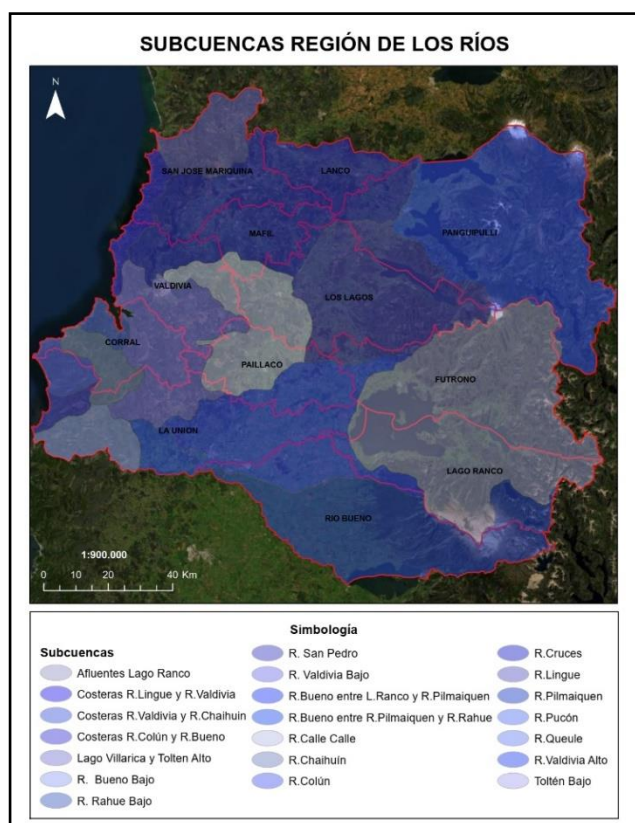 SUBCUENCAS REGIÓN DE LOS RÍOS
N
SAN JOSE MARIQUINA
LANCO
PANGUIPULLI
MAFIL
VALDIVIA
LOS LAGOS
CORRAL
PAILLACO
FUTRONO
LA UNION
LAGO RANCO
RIO BUENO
1:900.000
0 10 20 40 Km
Simbología
Subcuencas
Afluentes Lago Ranco
Costeras R.Lingue y R.Valdivia
Costeras R.Valdivia y R.Chaihuin
Costeras R.Colún y R.Bueno
Lago Villarica y Tolten Alto
R. Bueno Bajo
R. Rahue Bajo
R. San Pedro
R. Valdivia Bajo
R.Bueno entre L.Ranco y R.Pilmaiquen
R.Bueno entre R.Pilmaiquen y R.Rahue
R.Calle Calle
R.Chaihuín
R.Colún
R.Cruces
R.Lingue
R.Pilmaiquen
R.Pucón
R.Queule
R.Valdivia Alto
Toltén Bajo